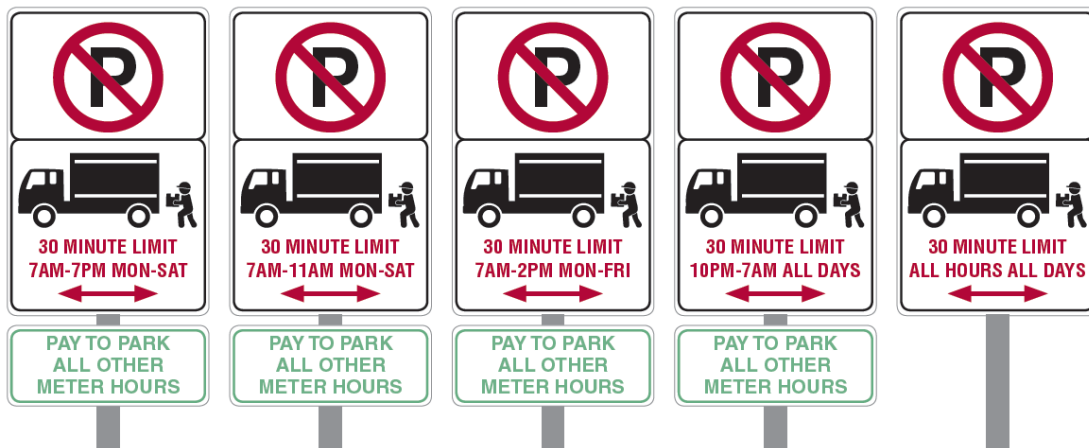 P
30 MINUTE LIMIT
7AM-7PM MON-SAT
PAY TO PARK
ALL OTHER
METER HOURS
P
30 MINUTE LIMIT
7AM-11AM MON-SAT
PAY TO PARK
ALL OTHER
METER HOURS
P
30 MINUTE LIMIT
7AM-2PM MON-FRI
PAY TO PARK
ALL OTHER
METER HOURS
P
30 MINUTE LIMIT
10PM-7AM ALL DAYS
PAY TO PARK
ALL OTHER
METER HOURS
P
30 MINUTE LIMIT
ALL HOURS ALL DAYS